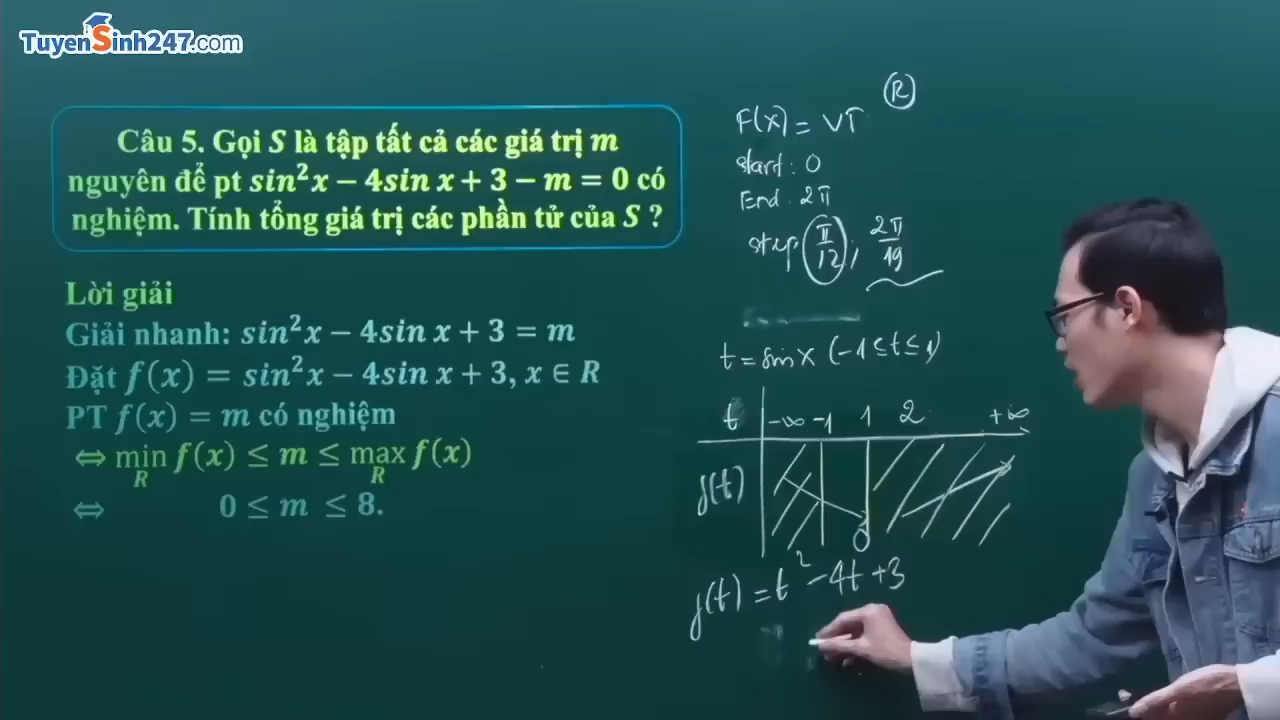 TuyenSinh247.com
Câu 5. Gọi S là tập tất cả các giá trị m
nguyên để pt sin²x − 4sin x + 3 − m = 0 có
nghiệm. Tính tổng giá trị các phần tử của S ?
Lời giải
Giải nhanh: sin²x − 4sin x + 3 = m
Đặt f(x) = sin²x − 4sin x + 3, x ∈ R
PT f(x) = m có nghiệm
⇔ min f(x) ≤ m ≤ max f(x)
R R
⇔ 0 ≤ m ≤ 8.
F(x) = VT (R)
start: 0
End: 2π
step π/12; 2π/19
t = sin x (-1 ≤ t ≤ 1)
t -∞ -1 1 2 +∞
f(t)
0
f(t) = t² - 4t + 3